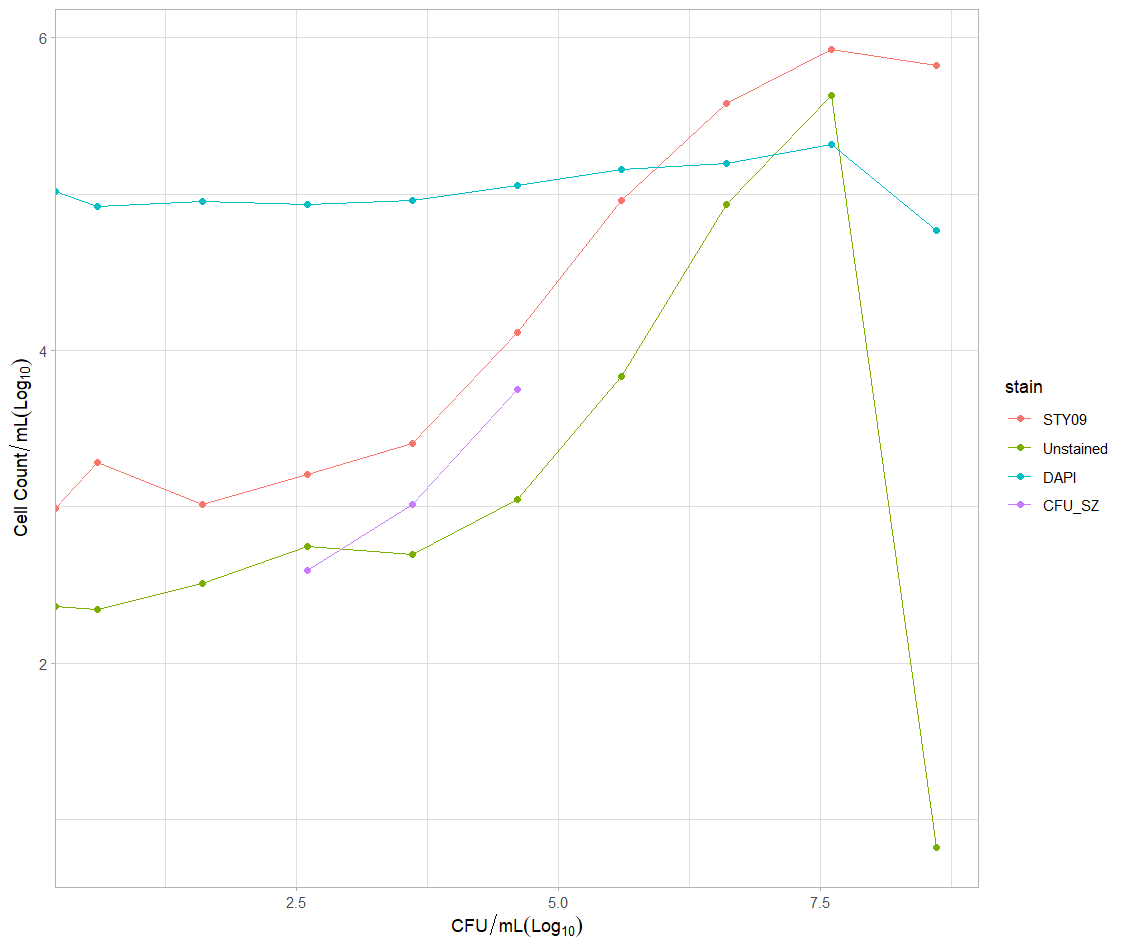 6
4
2
Cell Count/mL(Log10)
2.5 5.0 7.5
CFU/mL(Log10)
stain
STY09
Unstained
DAPI
CFU_SZ